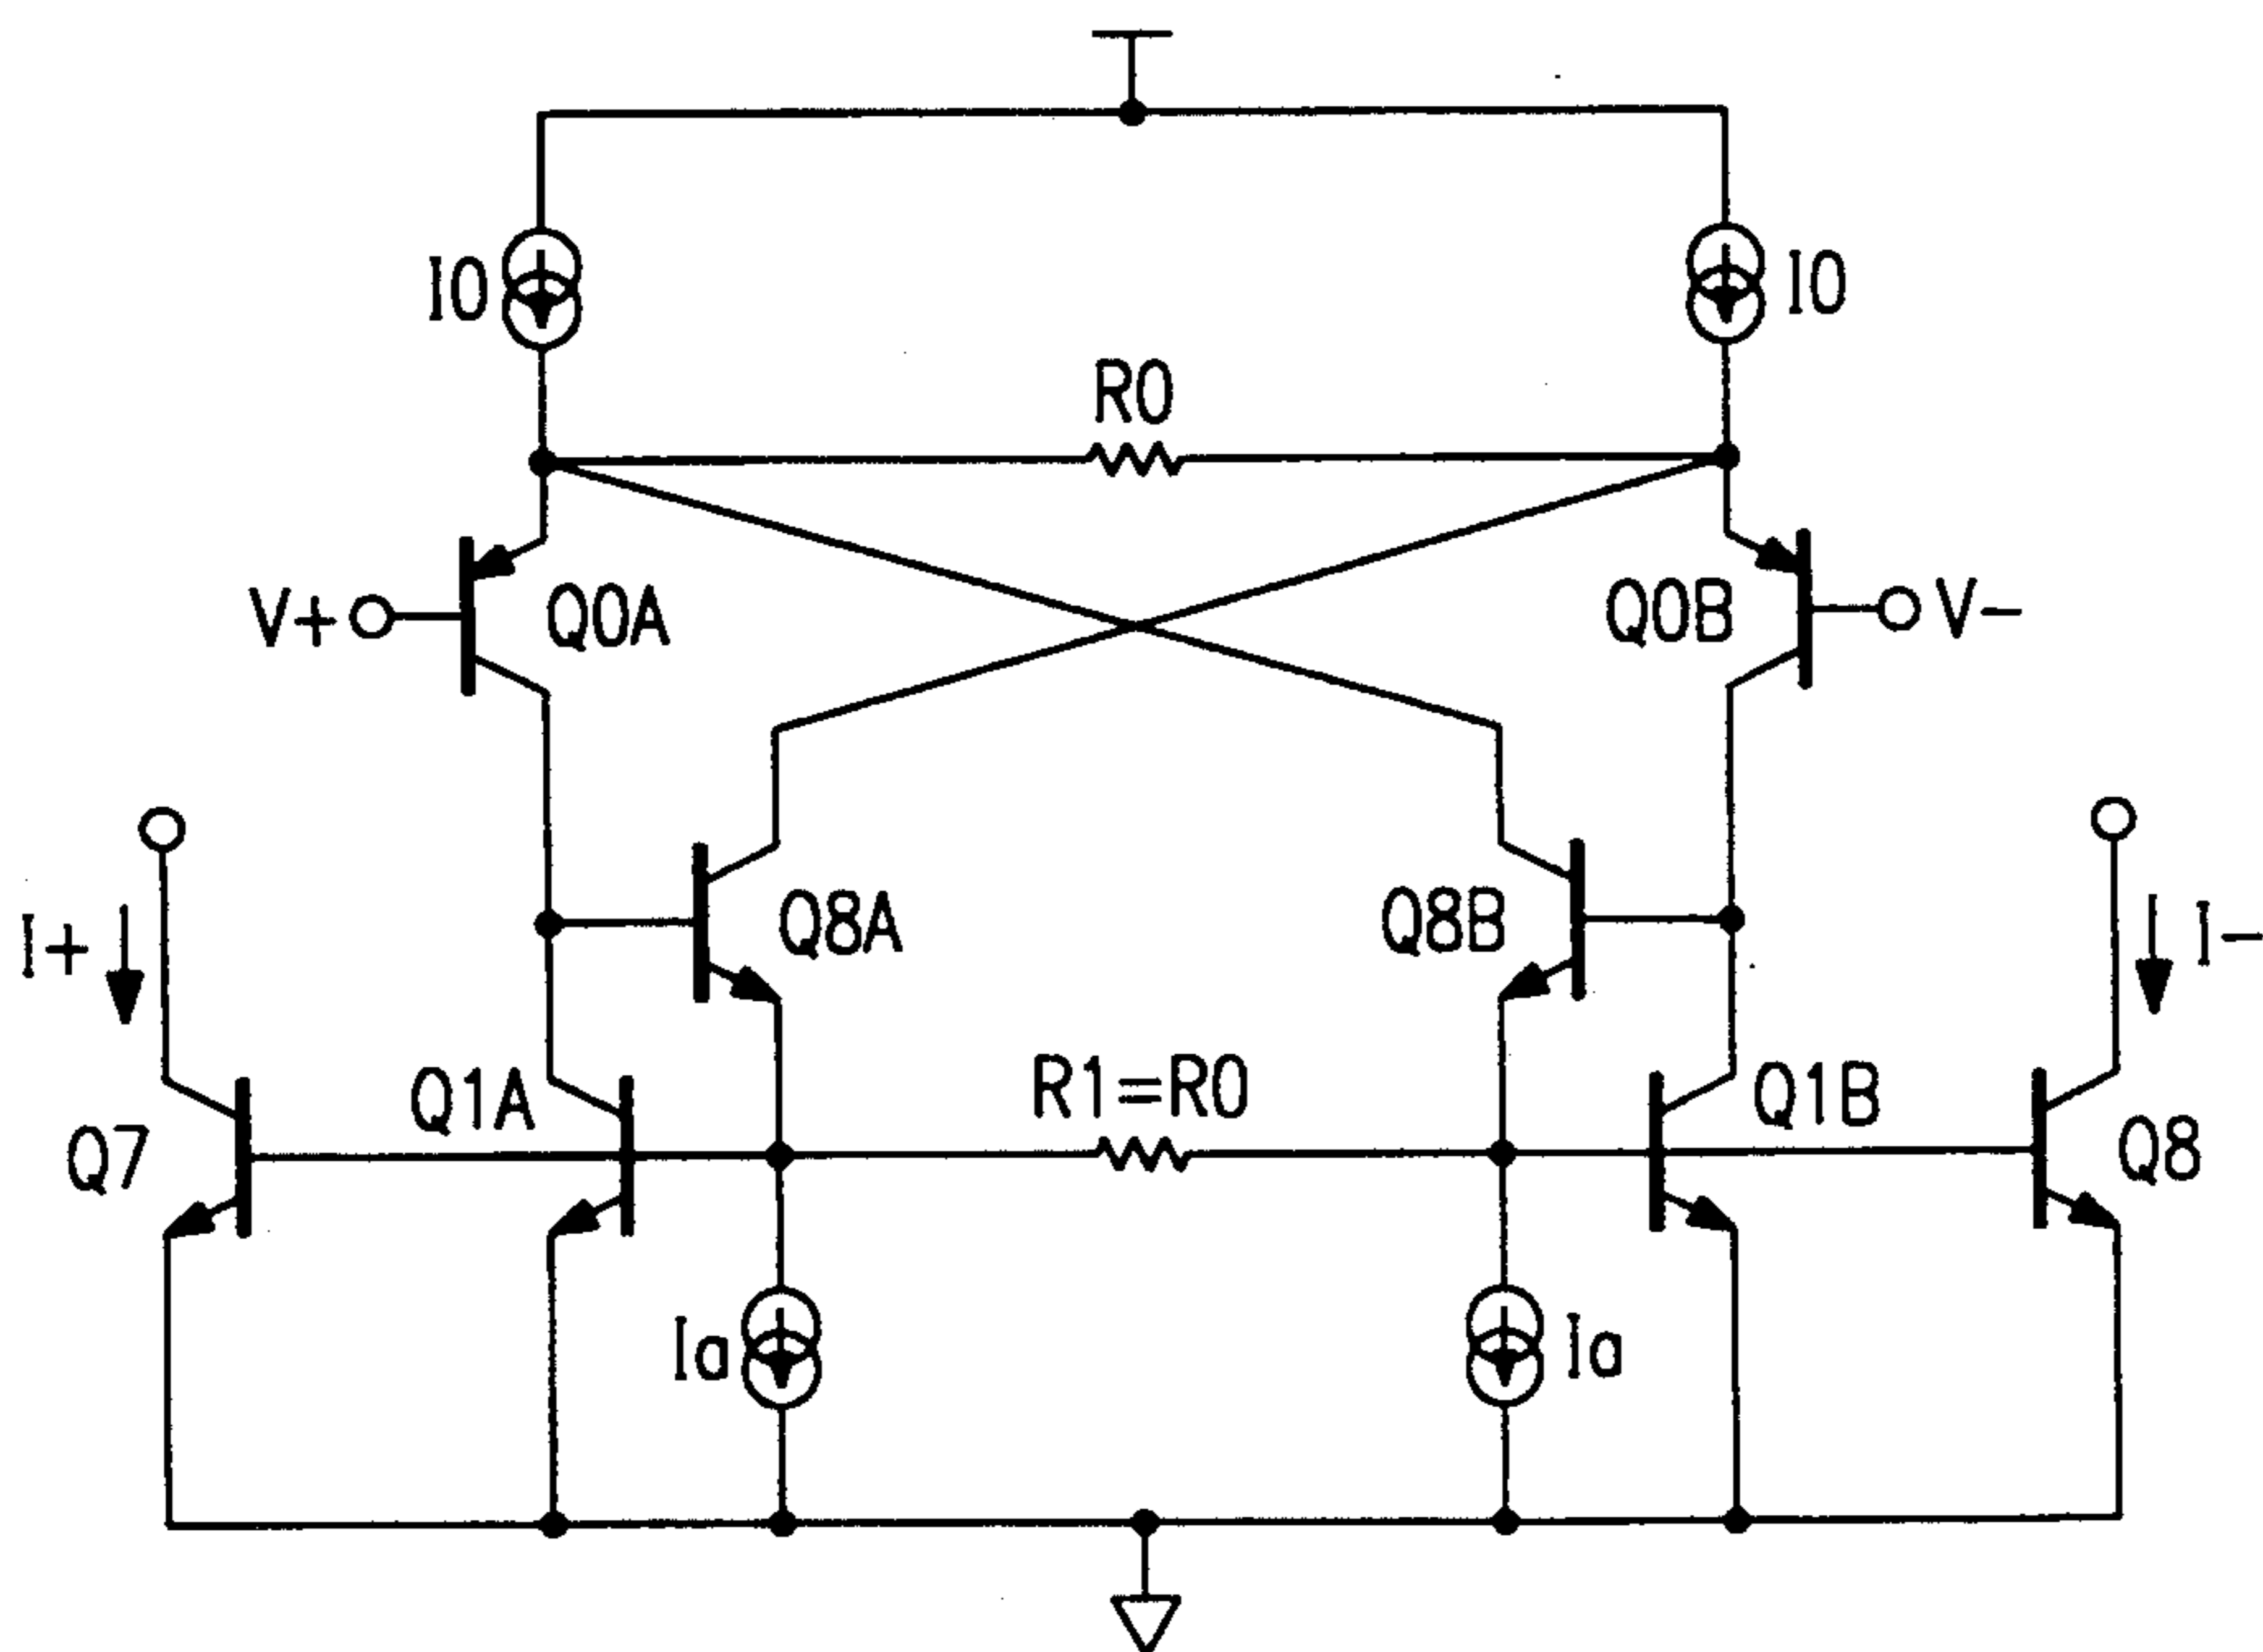 I0
I0
R0
V+
Q0A
Q0B
V-
I+
Q8A
Q8B
I-
Q7
Q1A
R1=R0
Q1B
Q8
Ia
Ia